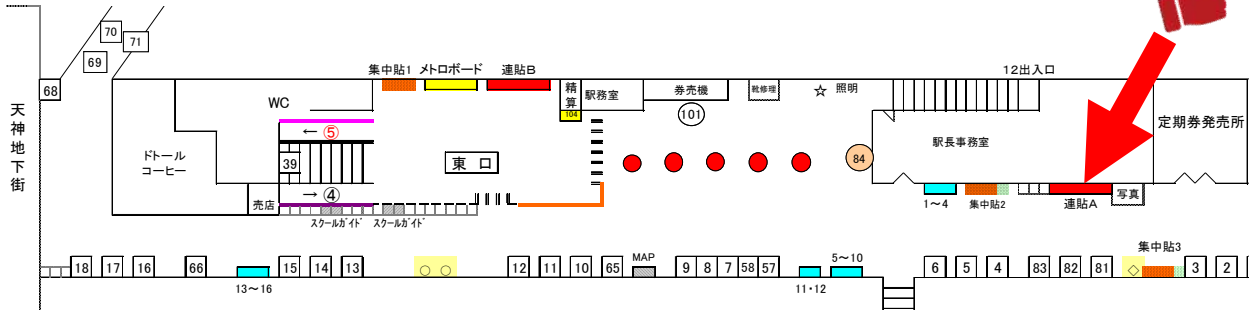 70
71
69
68
天神地下街
WC
ドトール
コーヒー
売店
39
← ⑤
→ ④
集中貼1
メトロボード
連貼B
東口
スクールガイド
スクールガイド
精算
104
駅務室
券売機
101
靴修理
☆ 照明
12出入口
84
駅長事務室
定期券発売所
1~4
集中貼2
連貼A
写真
18
17
16
66
13~16
15
14
13
12
11
10
65
MAP
9
8
7
58
57
11・12
5~10
6
5
4
83
82
81
集中貼3
3
2